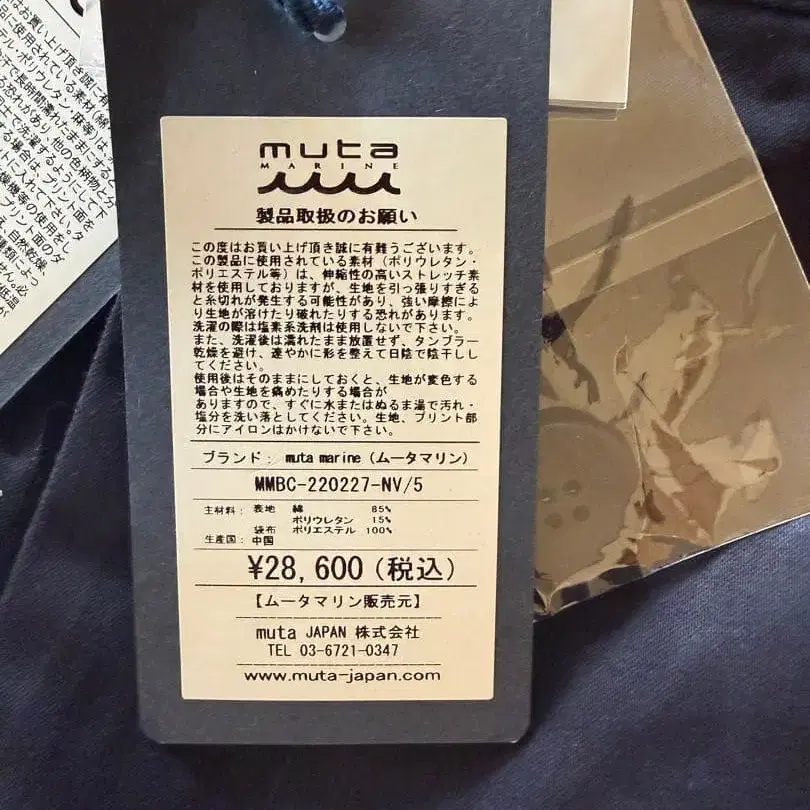 muta
MARINE
製品取扱のお願い
この度はお買い上げ頂き誠に有難うございます。
この製品に使用されている素材（ポリウレタン・
ポリエステル等）は、伸縮性の高いストレッチ素
材を使用しておりますが、生地を引っ張りすぎる
と糸切れが発生する可能性があり、強い摩擦によ
り生地が溶けたり破れたりする恐れがあります。
洗濯の際は塩素系洗剤は使用しないで下さい。
また、洗濯後は濡れたまま放置せず、タンブラー
乾燥を避け、速やかに形を整えて日陰で陰干しし
てください。
使用後はそのままにしておくと、生地が変色する
場合や生地を痛めたりする場合が
ありますので、すぐに水またはぬるま湯で汚れ・
塩分を洗い落としてください。生地、プリント部
分にアイロンはかけないで下さい。
ブランド： muta marine（ムータマリン）
MMBC-220227-NV/5
主材料： 表地 綿 85%
ポリウレタン 15%
袋布 ポリエステル 100%
生産国： 中国
¥28,600（税込）
【ムータマリン販売元】
muta JAPAN 株式会社
TEL 03-6721-0347
www.muta-japan.com